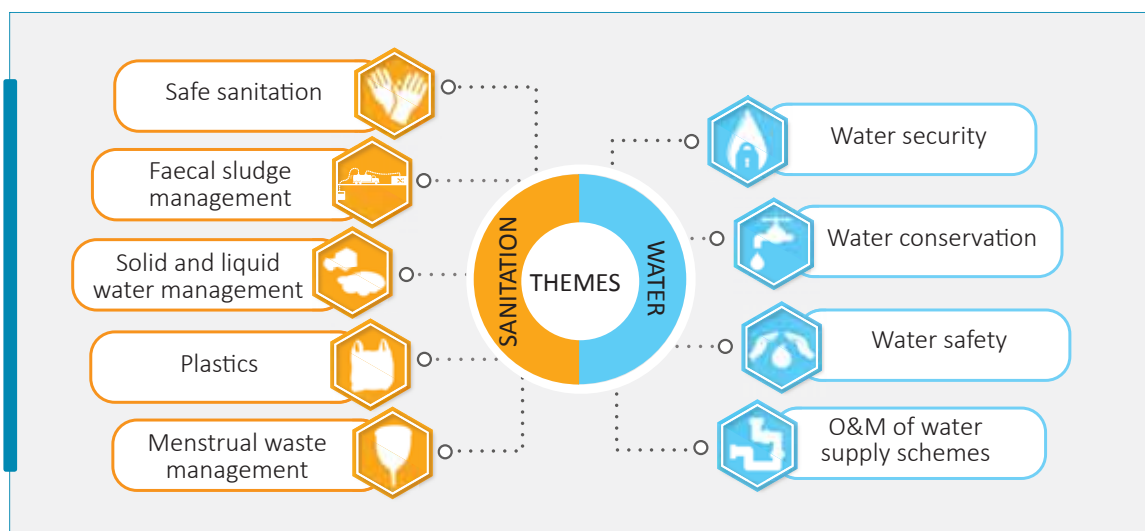 Safe sanitation
Faecal sludge
management
Solid and liquid
water management
Plastics
Menstrual waste
management
SANITATION
THEMES
WATER
Water security
Water conservation
Water safety
O&M of water
supply schemes